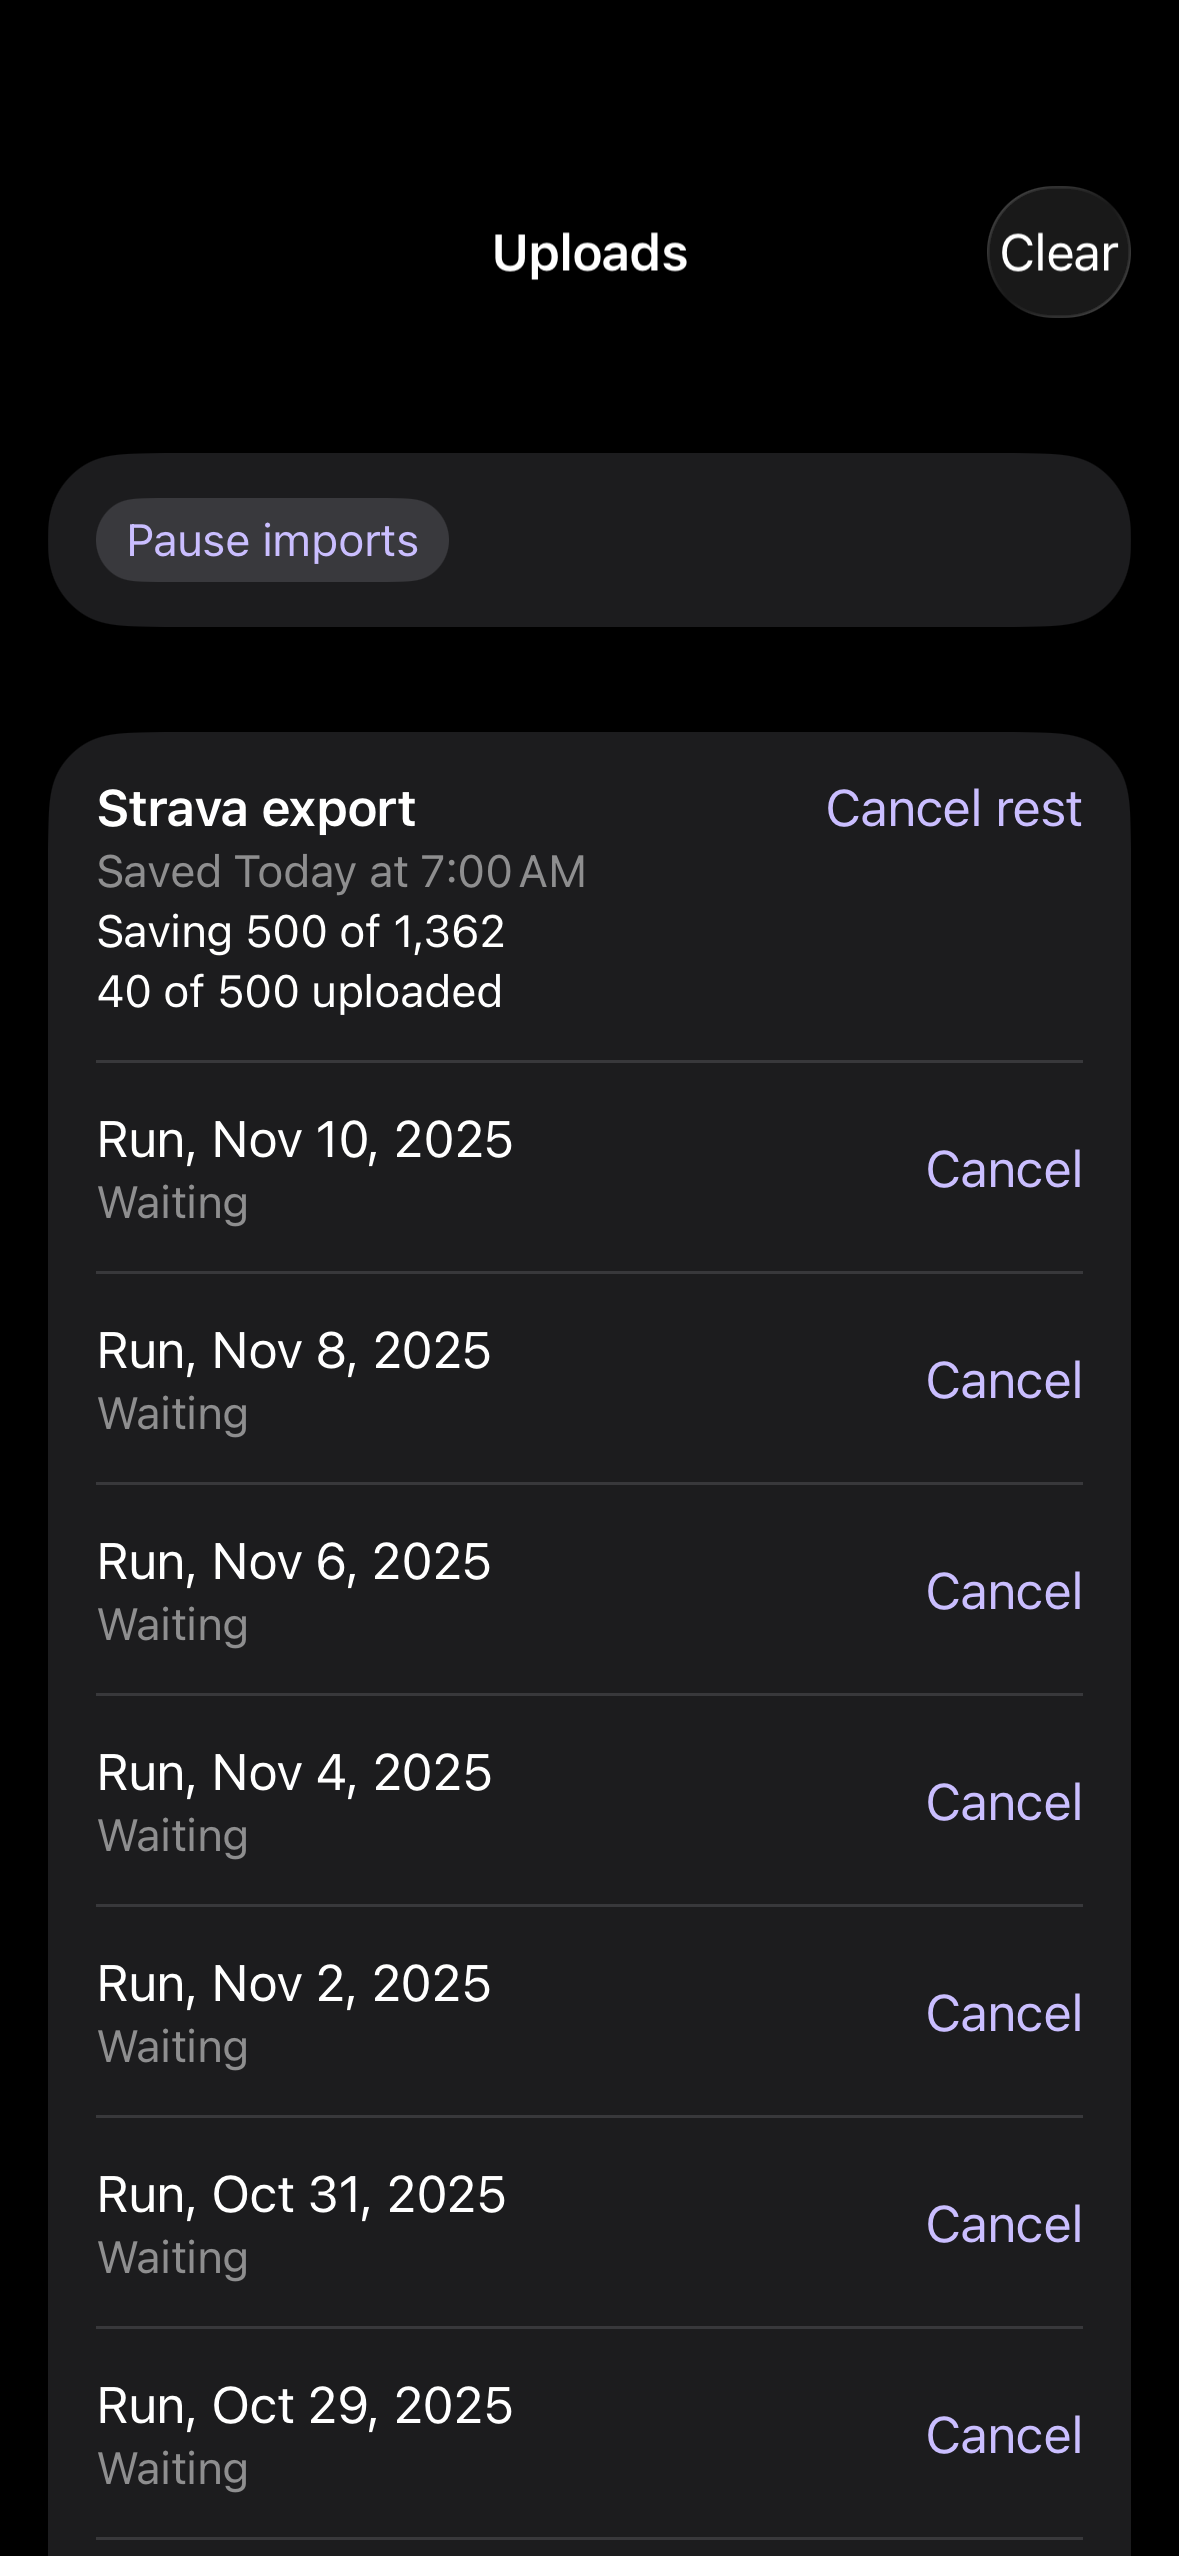 Uploads
Clear
Pause imports
Strava export
Cancel rest
Saved Today at 7:00 AM
Saving 500 of 1,362
40 of 500 uploaded
Run, Nov 10, 2025
Waiting
Cancel
Run, Nov 8, 2025
Waiting
Cancel
Run, Nov 6, 2025
Waiting
Cancel
Run, Nov 4, 2025
Waiting
Cancel
Run, Nov 2, 2025
Waiting
Cancel
Run, Oct 31, 2025
Waiting
Cancel
Run, Oct 29, 2025
Waiting
Cancel